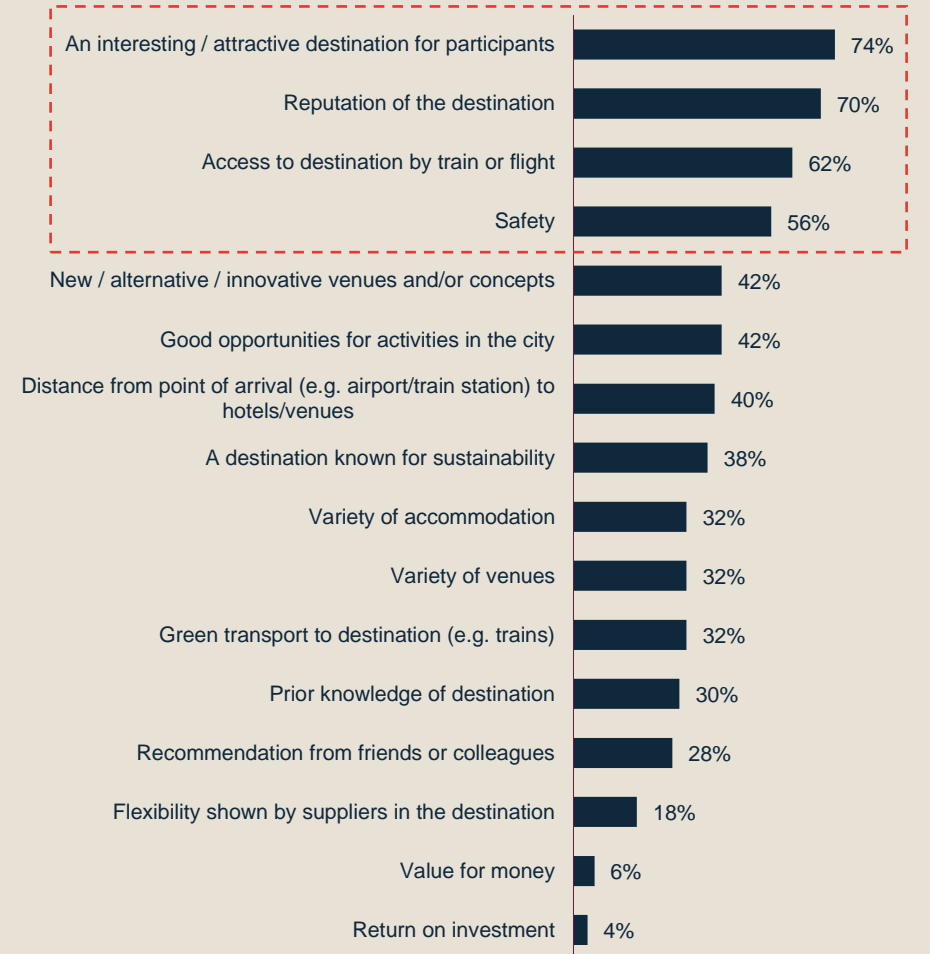 An interesting / attractive destination for participants 74%
Reputation of the destination 70%
Access to destination by train or flight 62%
Safety 56%
New / alternative / innovative venues and/or concepts 42%
Good opportunities for activities in the city 42%
Distance from point of arrival (e.g. airport/train station) to
hotels/venues 40%
A destination known for sustainability 38%
Variety of accommodation 32%
Variety of venues 32%
Green transport to destination (e.g. trains) 32%
Prior knowledge of destination 30%
Recommendation from friends or colleagues 28%
Flexibility shown by suppliers in the destination 18%
Value for money 6%
Return on investment 4%